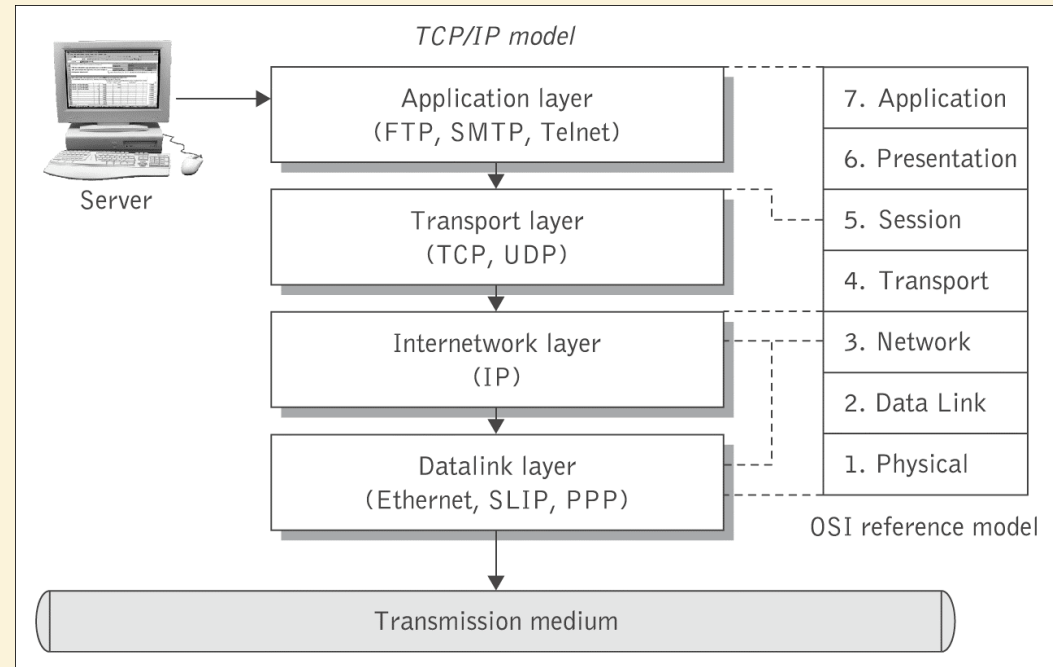 TCP/IP model
Server
Application layer
(FTP, SMTP, Telnet)
Transport layer
(TCP, UDP)
Internetwork layer
(IP)
Datalink layer
(Ethernet, SLIP, PPP)
7. Application
6. Presentation
5. Session
4. Transport
3. Network
2. Data Link
1. Physical
OSI reference model
Transmission medium